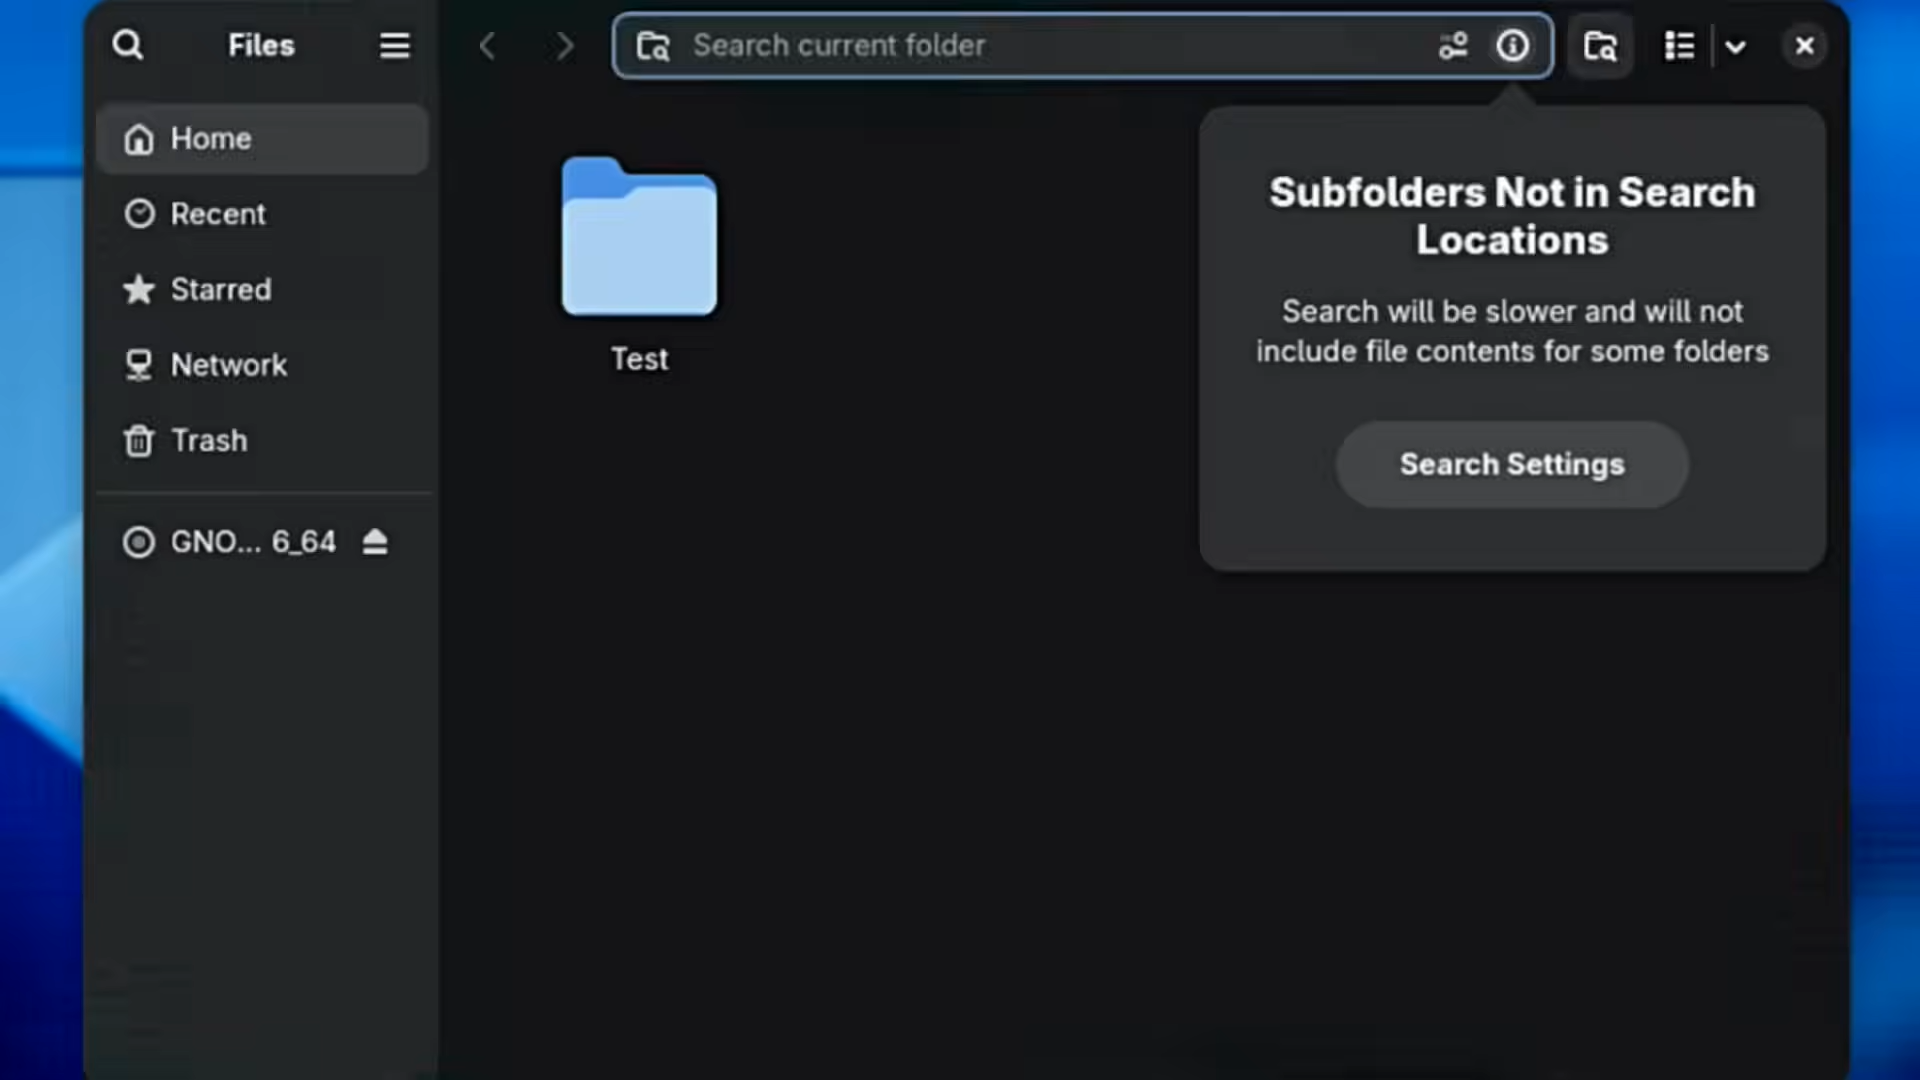 Files
Search current folder
Home
Recent
Starred
Network
Trash
GNO... 6_64
Test
Subfolders Not in Search
Locations
Search will be slower and will not
include file contents for some folders
Search Settings